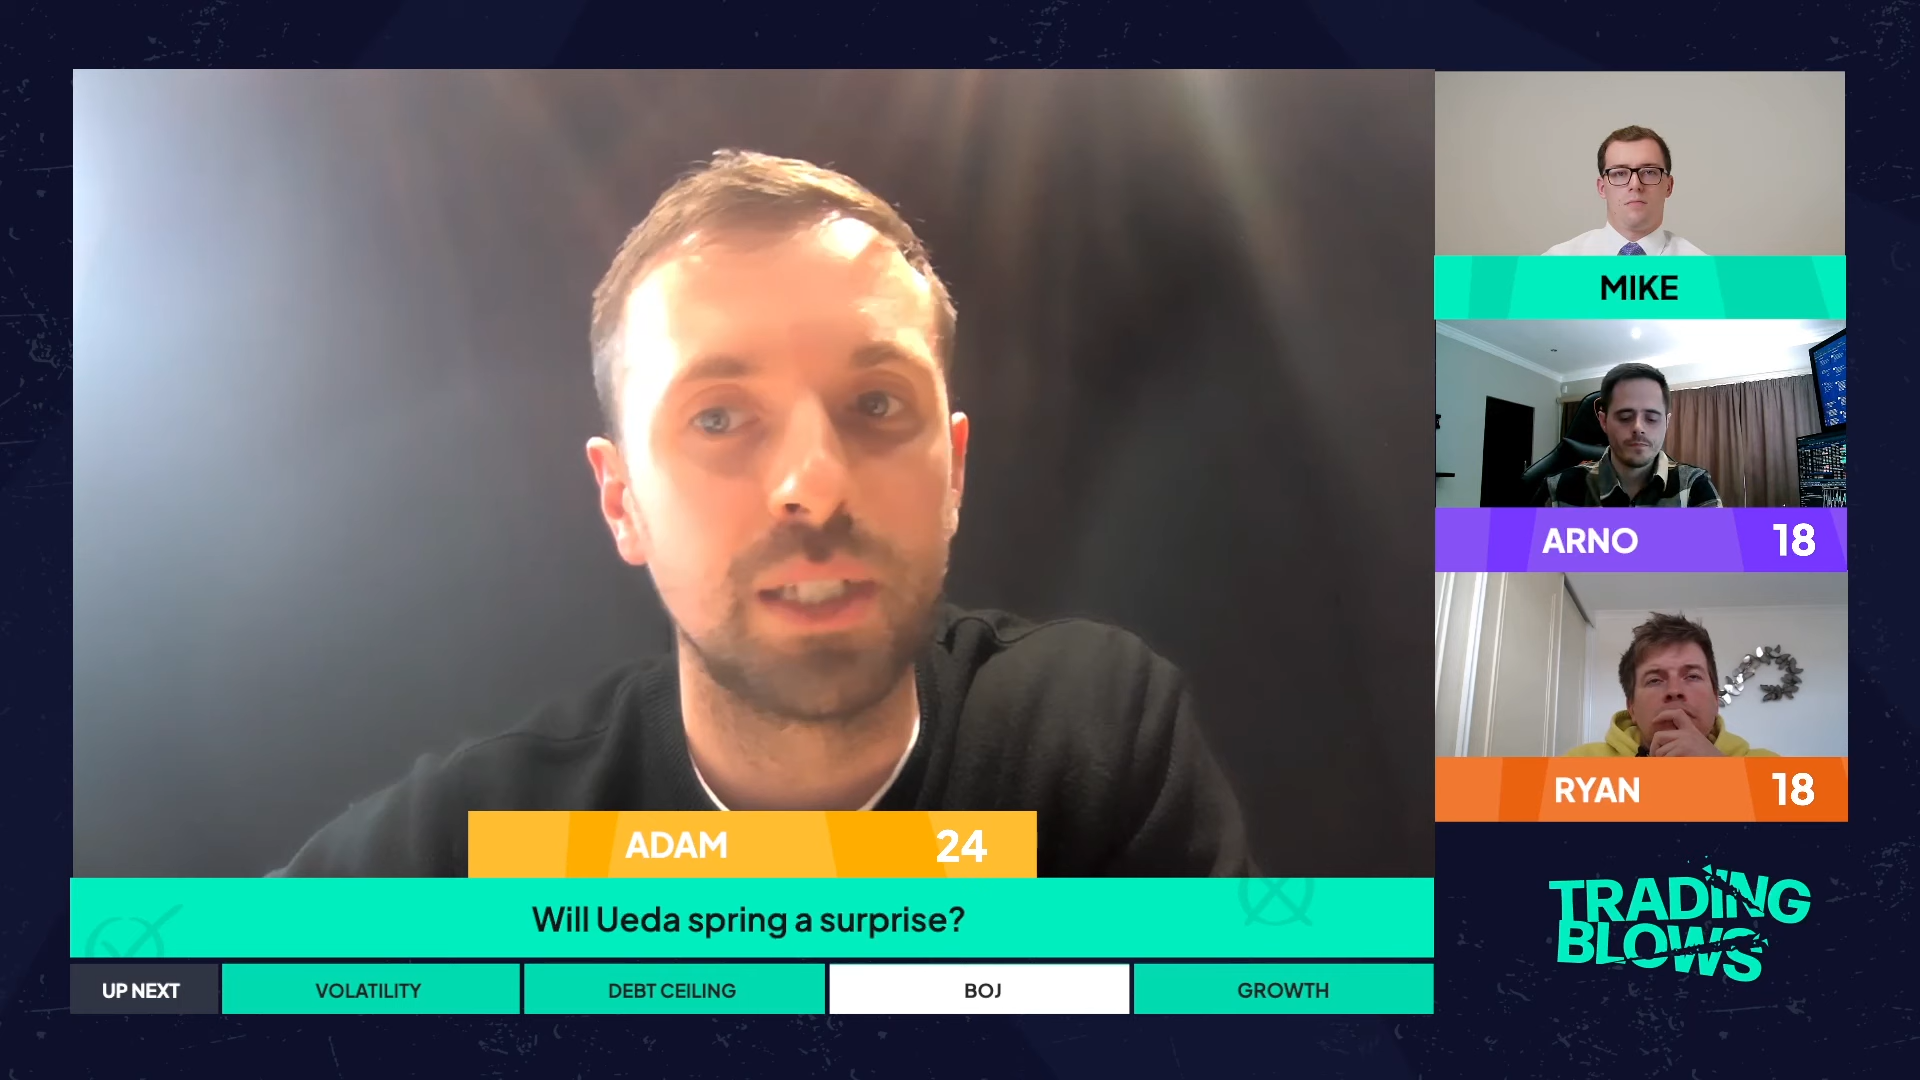 MIKE
ARNO 18
RYAN 18
ADAM 24
Will Ueda spring a surprise?
UP NEXT VOLATILITY DEBT CEILING BOJ GROWTH
TRADING
BLOWS